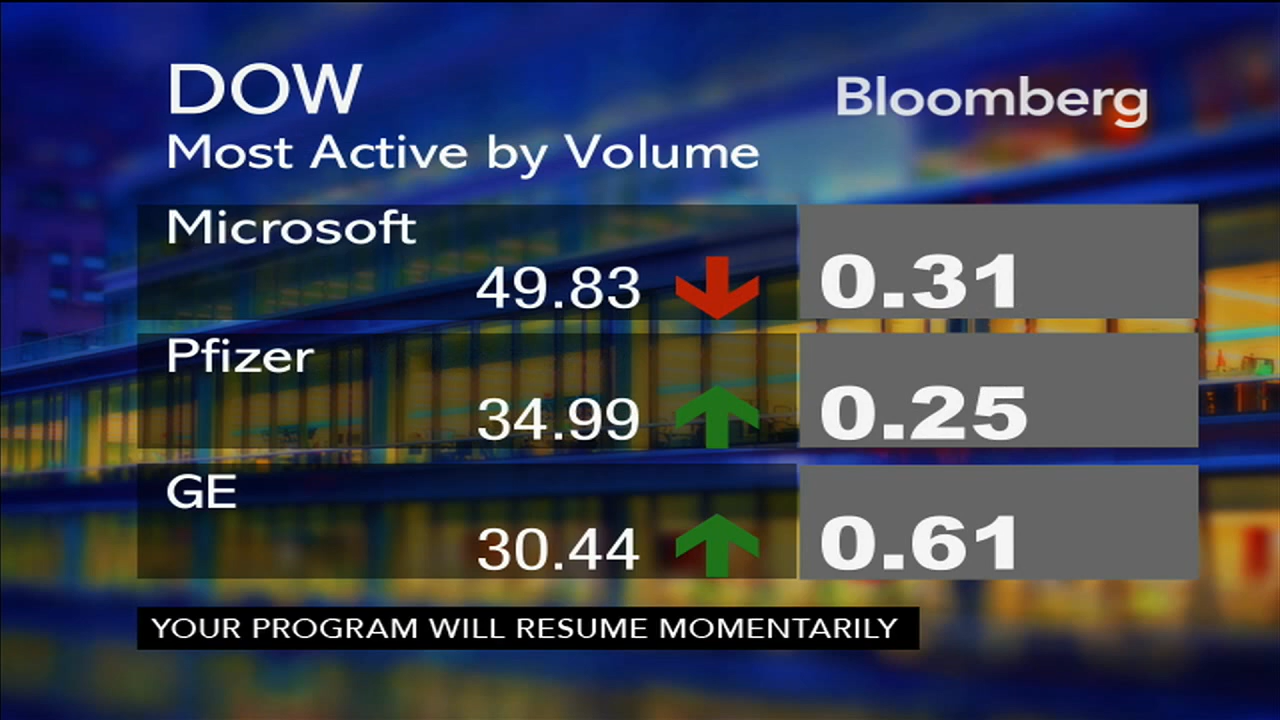 DOW
Bloomberg
Most Active by Volume
Microsoft
49.83 0.31
Pfizer
34.99 0.25
GE
30.44 0.61
YOUR PROGRAM WILL RESUME MOMENTARILY